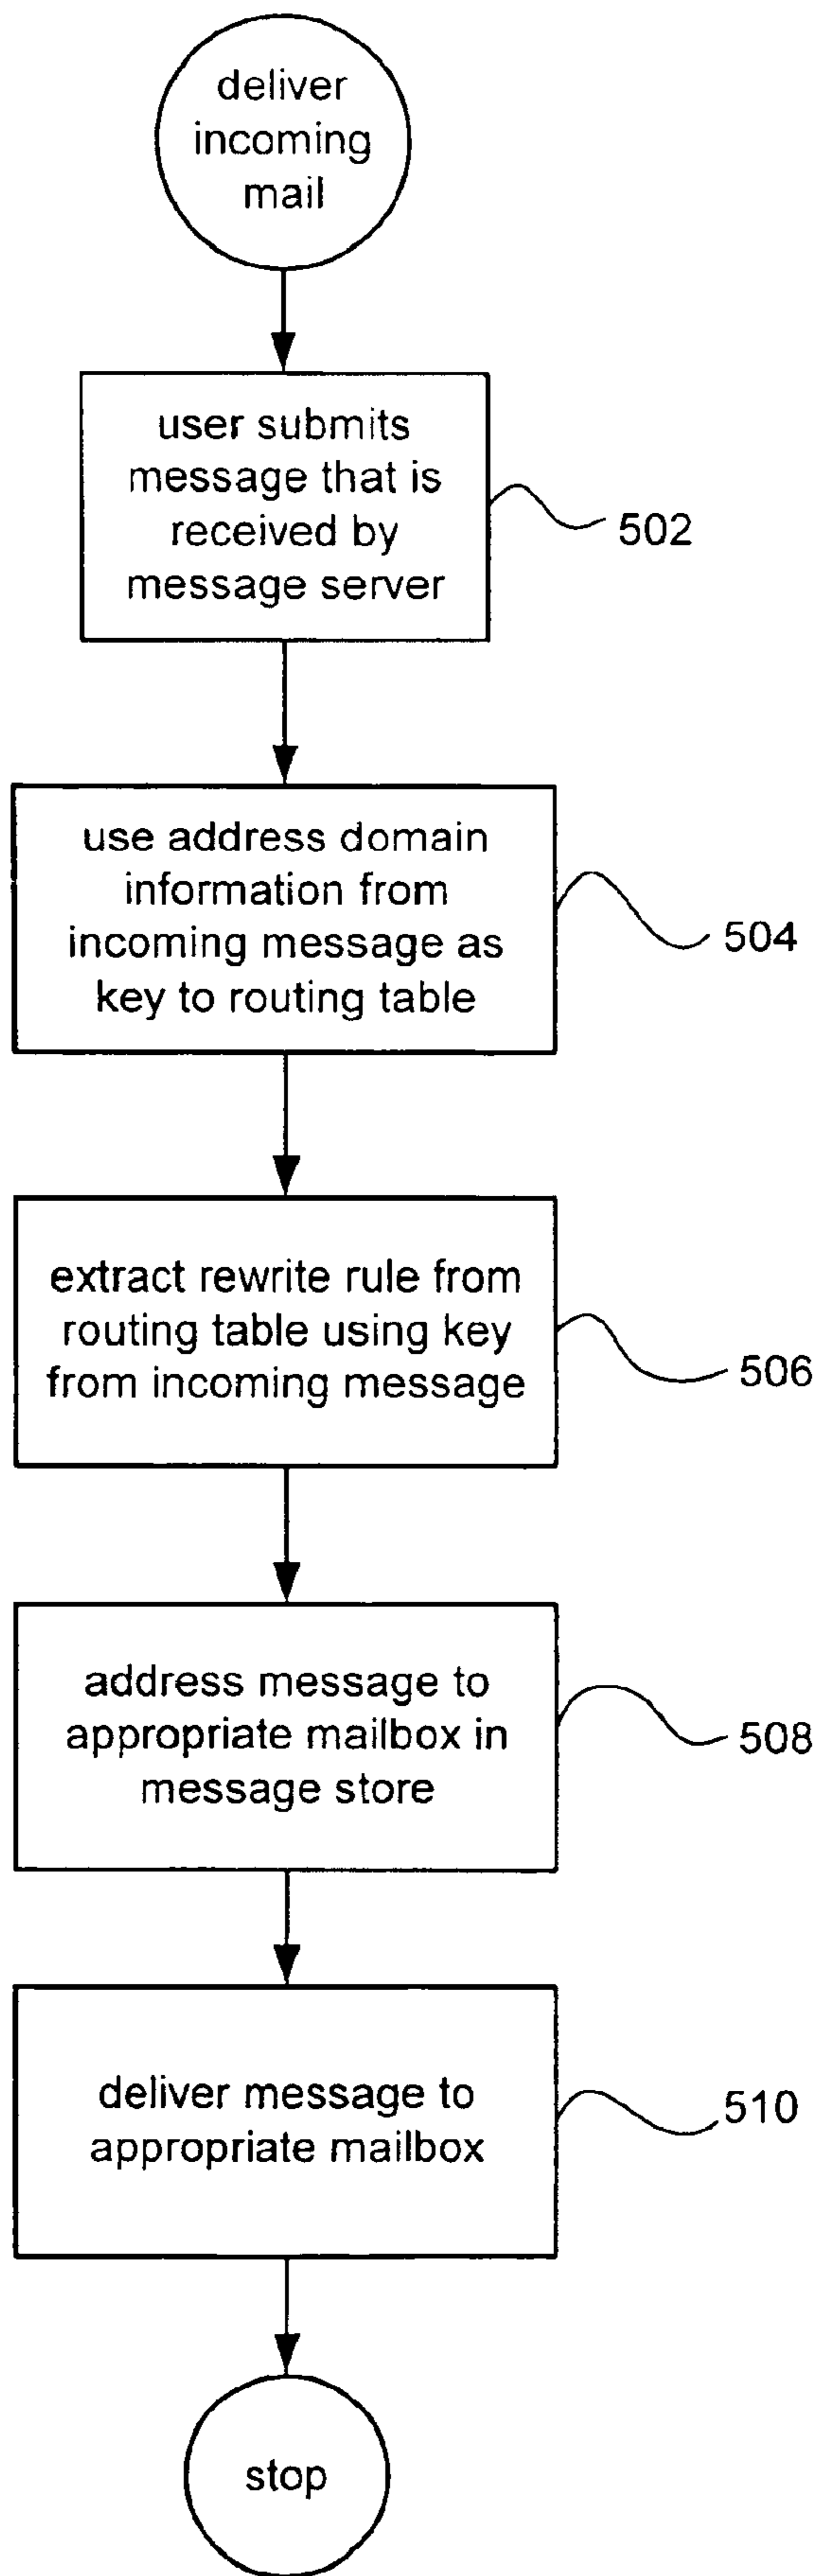 deliver
incoming
mail
user submits
message that is
received by
message server
502
use address domain
information from
incoming message as
key to routing table
504
extract rewrite rule from
routing table using key
from incoming message
506
address message to
appropriate mailbox in
message store
508
deliver message to
appropriate mailbox
510
stop